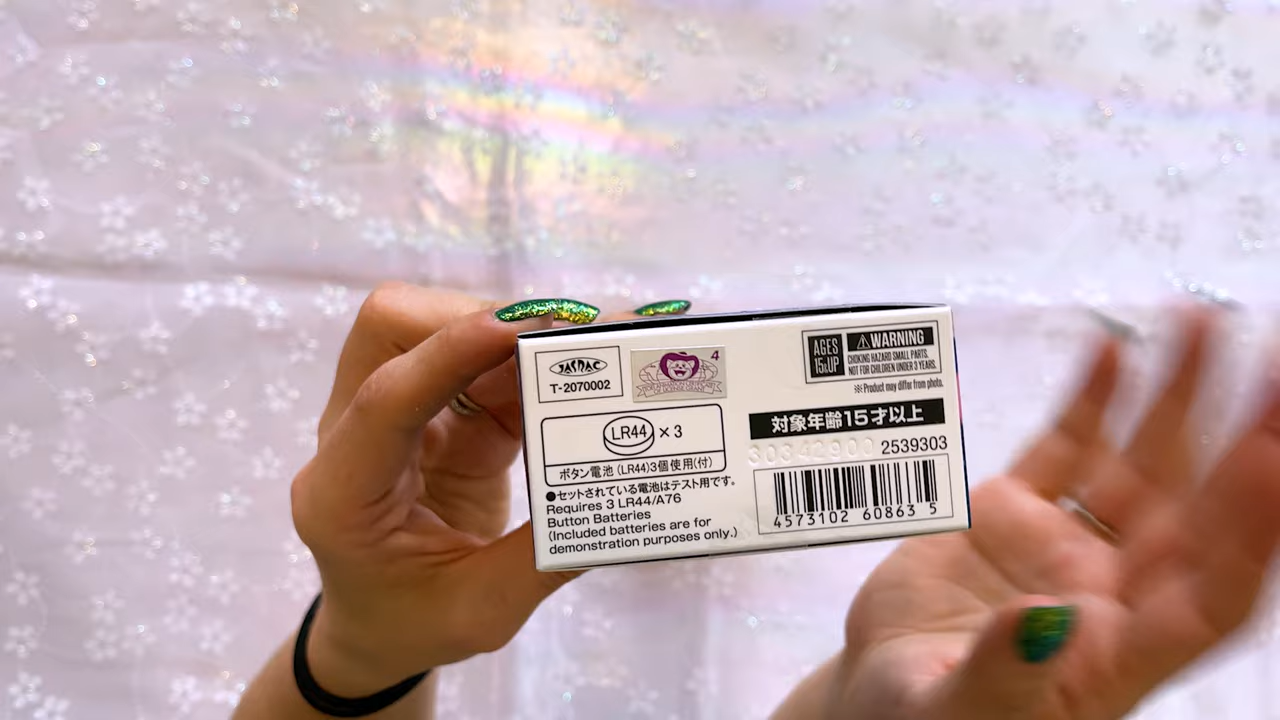 JASRAC
T-2070002
4
LR44 × 3
ボタン電池(LR44)3個使用(付)
●セットされている電池はテスト用です。
Requires 3 LR44/A76
Button Batteries
(Included batteries are for
demonstration purposes only.)
AGES
15&UP
⚠WARNING
CHOKING HAZARD SMALL PARTS.
NOT FOR CHILDREN UNDER 3 YEARS.
※Product may differ from photo.
対象年齢15才以上
30342900 2539303
4573102 60863 5